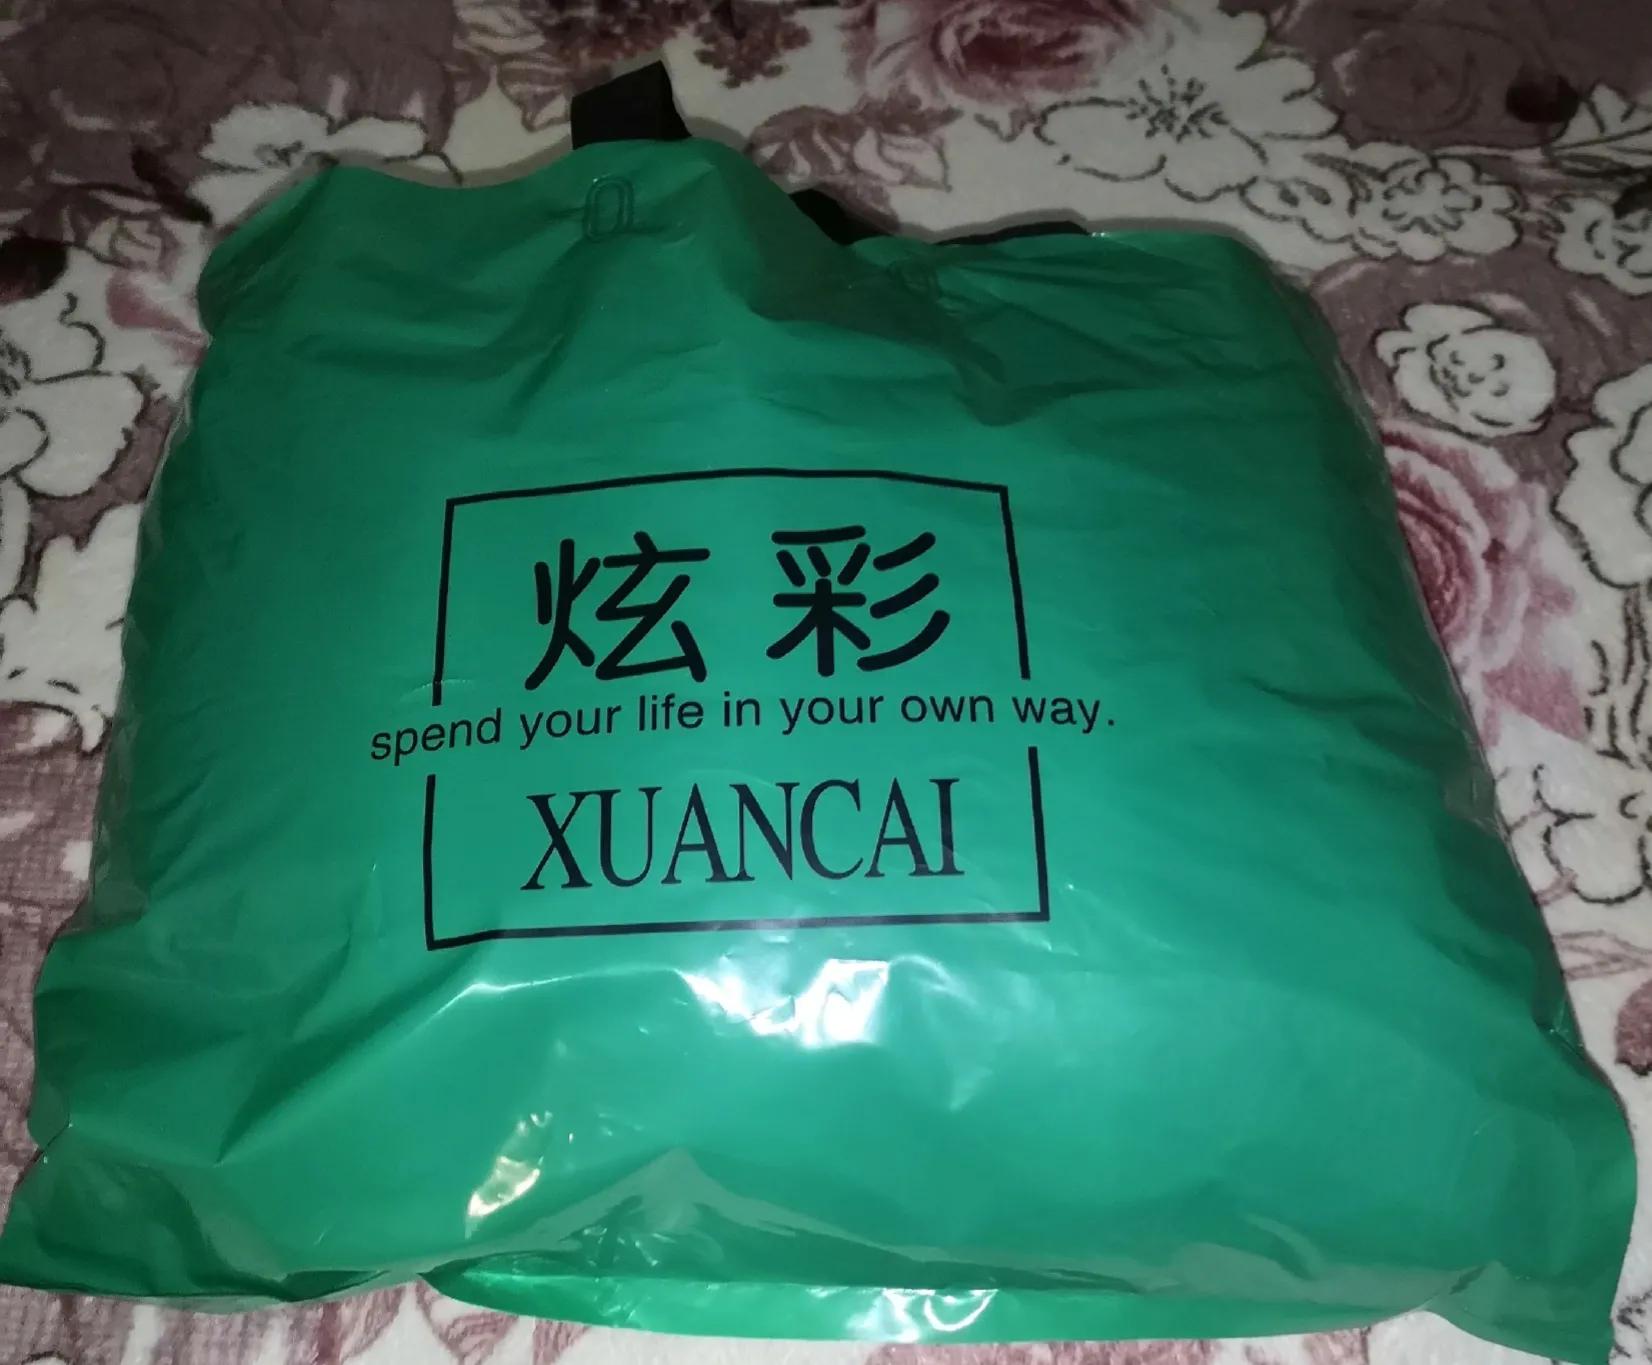 炫彩
spend your life in your own way.
XUANCAI